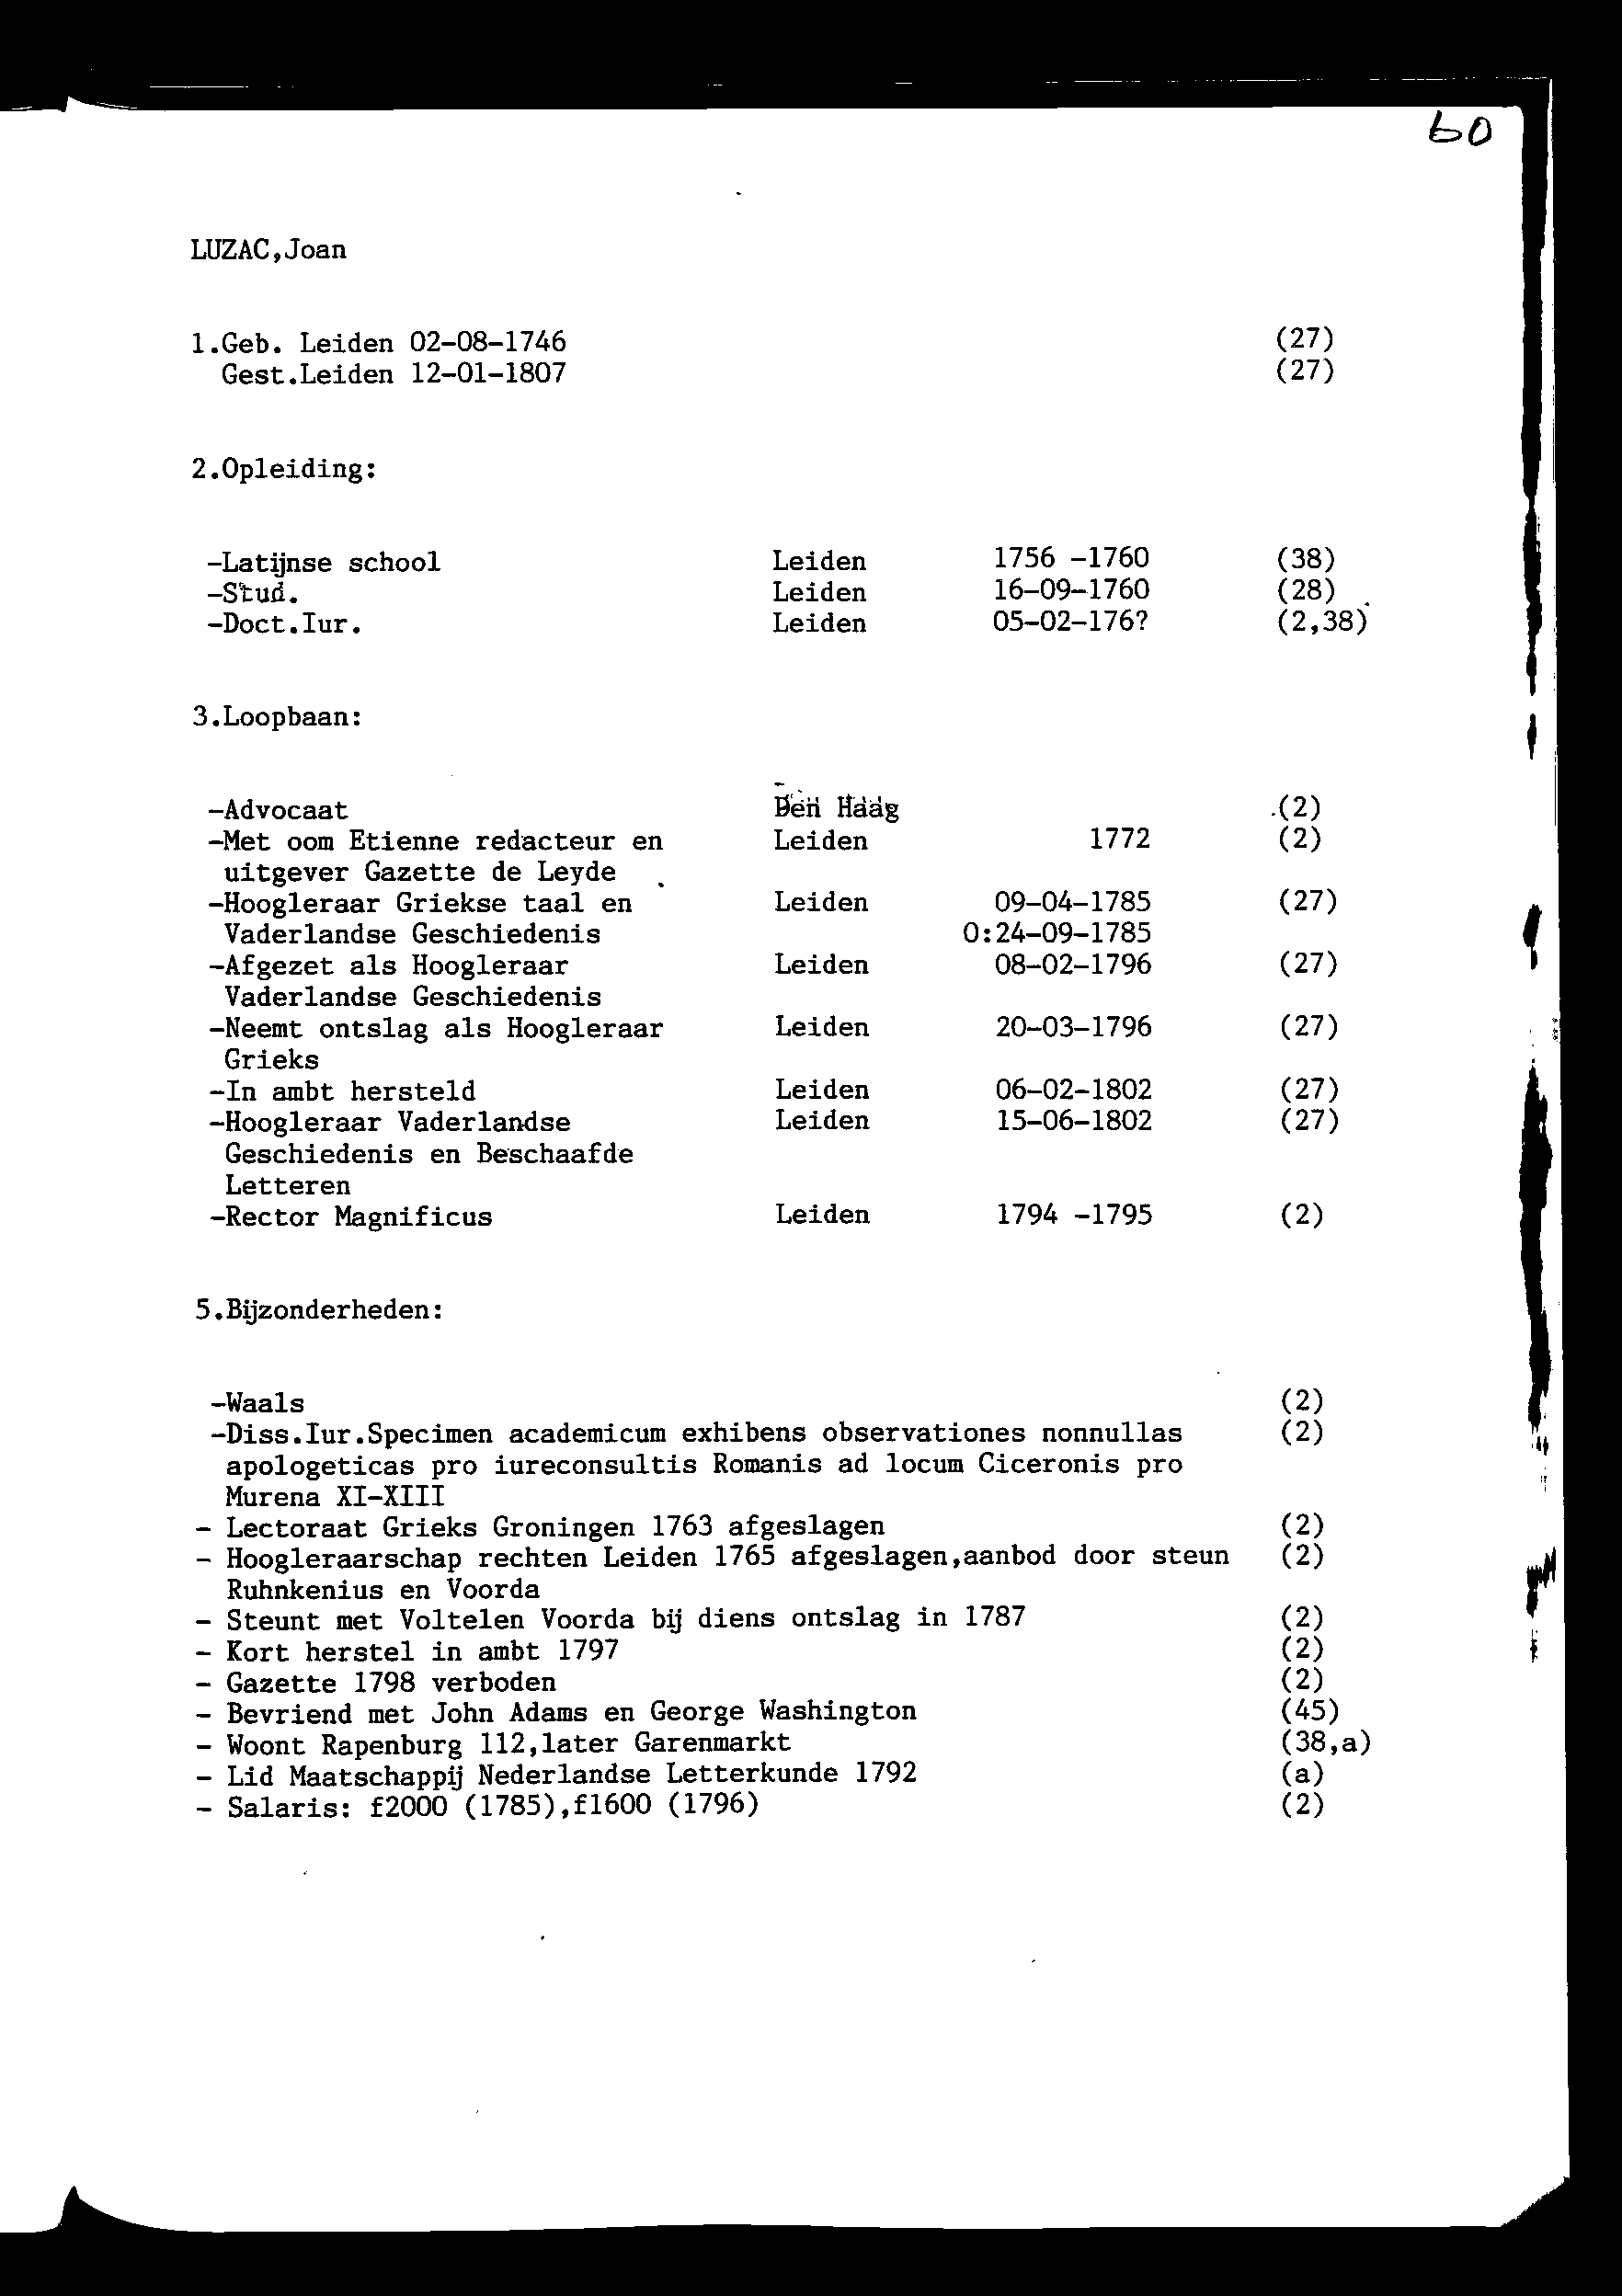 60
LUZAC,Joan
1.Geb. Leiden 02-08-1746 (27)
Gest.Leiden 12-01-1807 (27)
2.Opleiding:
-Latijnse school Leiden 1756 -1760 (38)
-Stud. Leiden 16-09-1760 (28)
-Doct.Iur. Leiden 05-02-176? (2,38)
3.Loopbaan:
-Advocaat Den Haag (2)
-Met oom Etienne redacteur en Leiden 1772 (2)
uitgever Gazette de Leyde
-Hoogleraar Griekse taal en Leiden 09-04-1785 (27)
Vaderlandse Geschiedenis 0:24-09-1785
-Afgezet als Hoogleraar Leiden 08-02-1796 (27)
Vaderlandse Geschiedenis
-Neemt ontslag als Hoogleraar Leiden 20-03-1796 (27)
Grieks
-In ambt hersteld Leiden 06-02-1802 (27)
-Hoogleraar Vaderlandse Leiden 15-06-1802 (27)
Geschiedenis en Beschaafde
Letteren
-Rector Magnificus Leiden 1794 -1795 (2)
5.Bijzonderheden:
-Waals (2)
-Diss.Iur.Specimen academicum exhibens observationes nonnullas (2)
apologeticas pro iureconsultis Romanis ad locum Ciceronis pro
Murena XI-XIII
- Lectoraat Grieks Groningen 1763 afgeslagen (2)
- Hoogleraarschap rechten Leiden 1765 afgeslagen,aanbod door steun (2)
Ruhnkenius en Voorda
- Steunt met Voltelen Voorda bij diens ontslag in 1787 (2)
- Kort herstel in ambt 1797 (2)
- Gazette 1798 verboden (2)
- Bevriend met John Adams en George Washington (45)
- Woont Rapenburg 112,later Garenmarkt (38,a)
- Lid Maatschappij Nederlandse Letterkunde 1792 (a)
- Salaris: f2000 (1785),f1600 (1796) (2)